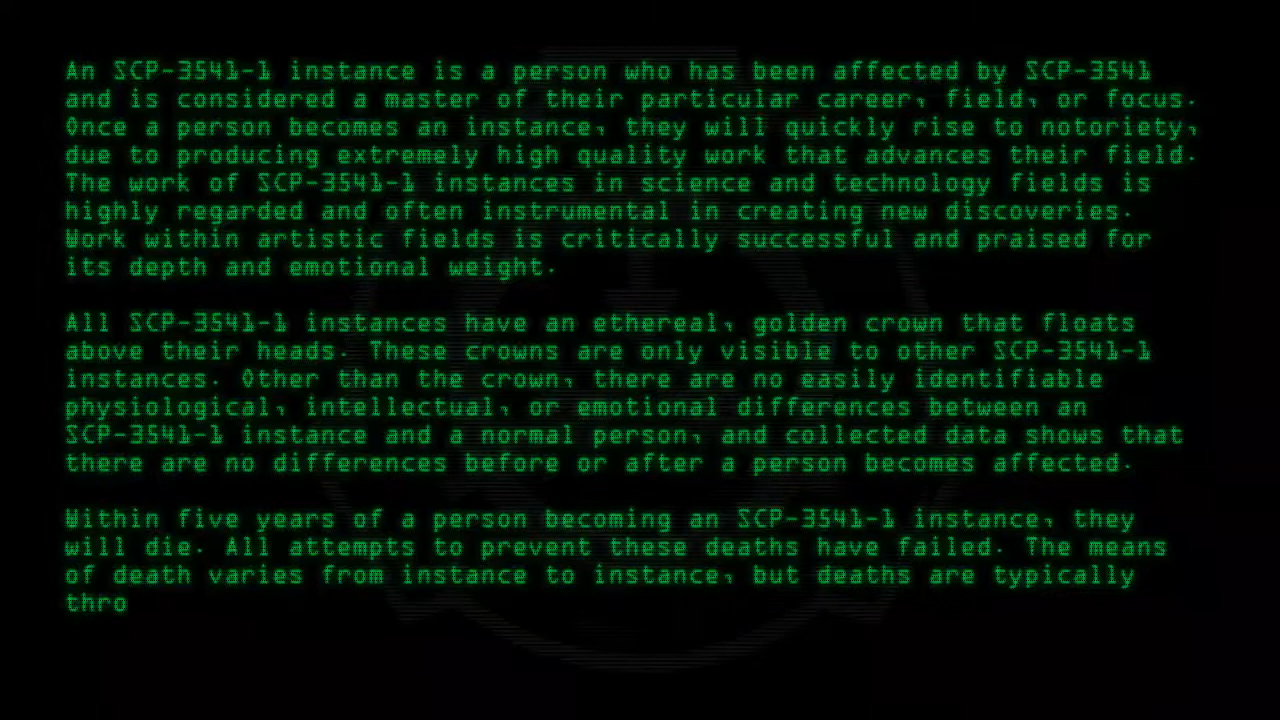 An SCP-3541-1 instance is a person who has been affected by SCP-3541
and is considered a master of their particular career, field, or focus.
Once a person becomes an instance, they will quickly rise to notoriety,
due to producing extremely high quality work that advances their field.
The work of SCP-3541-1 instances in science and technology fields is
highly regarded and often instrumental in creating new discoveries.
Work within artistic fields is critically successful and praised for
its depth and emotional weight.
All SCP-3541-1 instances have an ethereal, golden crown that floats
above their heads. These crowns are only visible to other SCP-3541-1
instances. Other than the crown, there are no easily identifiable
physiological, intellectual, or emotional differences between an
SCP-3541-1 instance and a normal person, and collected data shows that
there are no differences before or after a person becomes affected.
Within five years of a person becoming an SCP-3541-1 instance, they
will die. All attempts to prevent these deaths have failed. The means
of death varies from instance to instance, but deaths are typically
thro